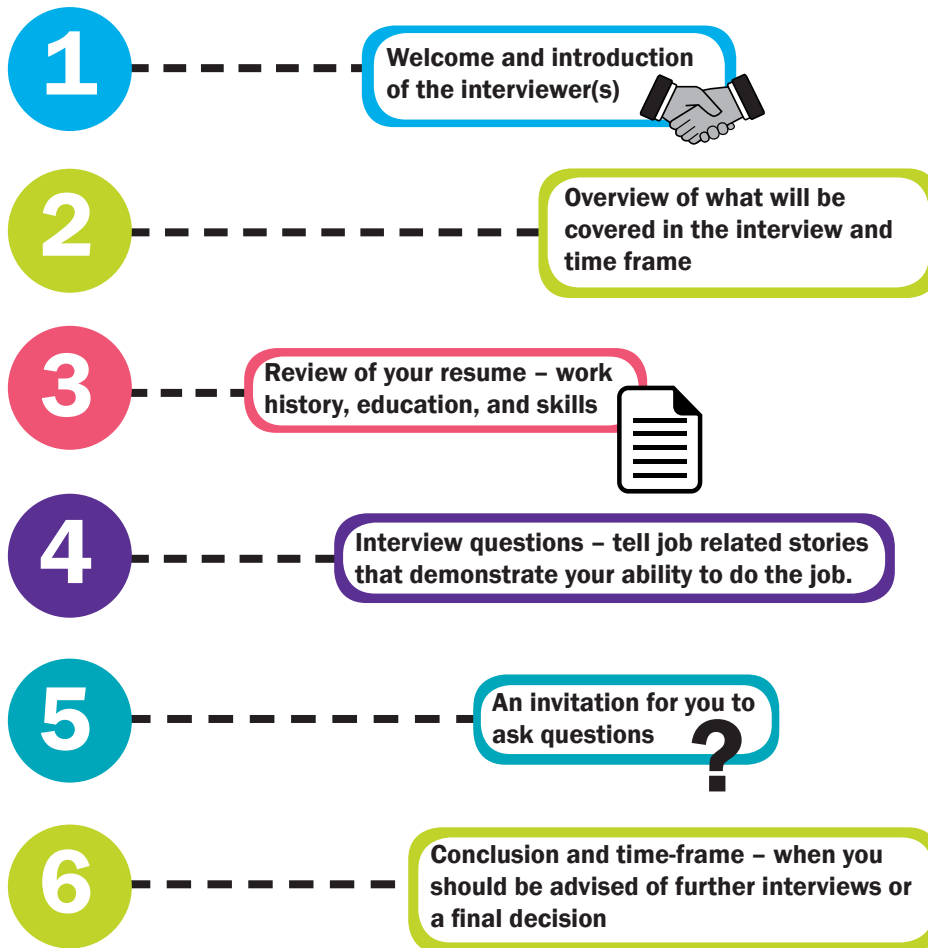 1
Welcome and introduction
of the interviewer(s)
2
Overview of what will be
covered in the interview and
time frame
3
Review of your resume – work
history, education, and skills
4
Interview questions – tell job related stories
that demonstrate your ability to do the job.
5
An invitation for you to
ask questions
?
6
Conclusion and time-frame – when you
should be advised of further interviews or
a final decision